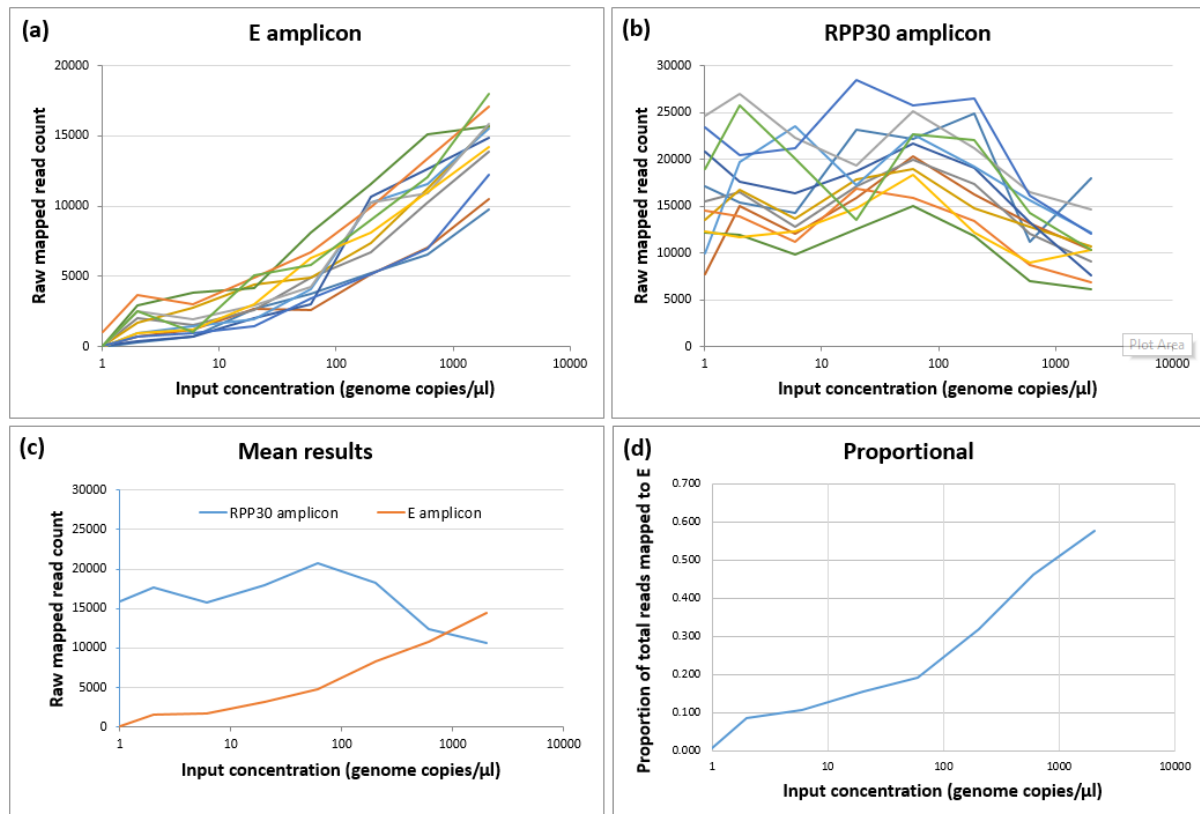 (a)
E amplicon
Raw mapped read count
20000
15000
10000
5000
0
1
10
100
1000
10000
Input concentration (genome copies/µl)
(b)
RPP30 amplicon
Raw mapped read count
30000
25000
20000
15000
10000
5000
0
Plot Area
1
10
100
1000
10000
Input concentration (genome copies/µl)
(c)
Mean results
Raw mapped read count
30000
25000
20000
15000
10000
5000
0
RPP30 amplicon
E amplicon
1
10
100
1000
10000
Input concentration (genome copies/µl)
(d)
Proportional
Proportion of total reads mapped to E
0.700
0.600
0.500
0.400
0.300
0.200
0.100
0.000
1
10
100
1000
10000
Input concentration (genome copies/µl)